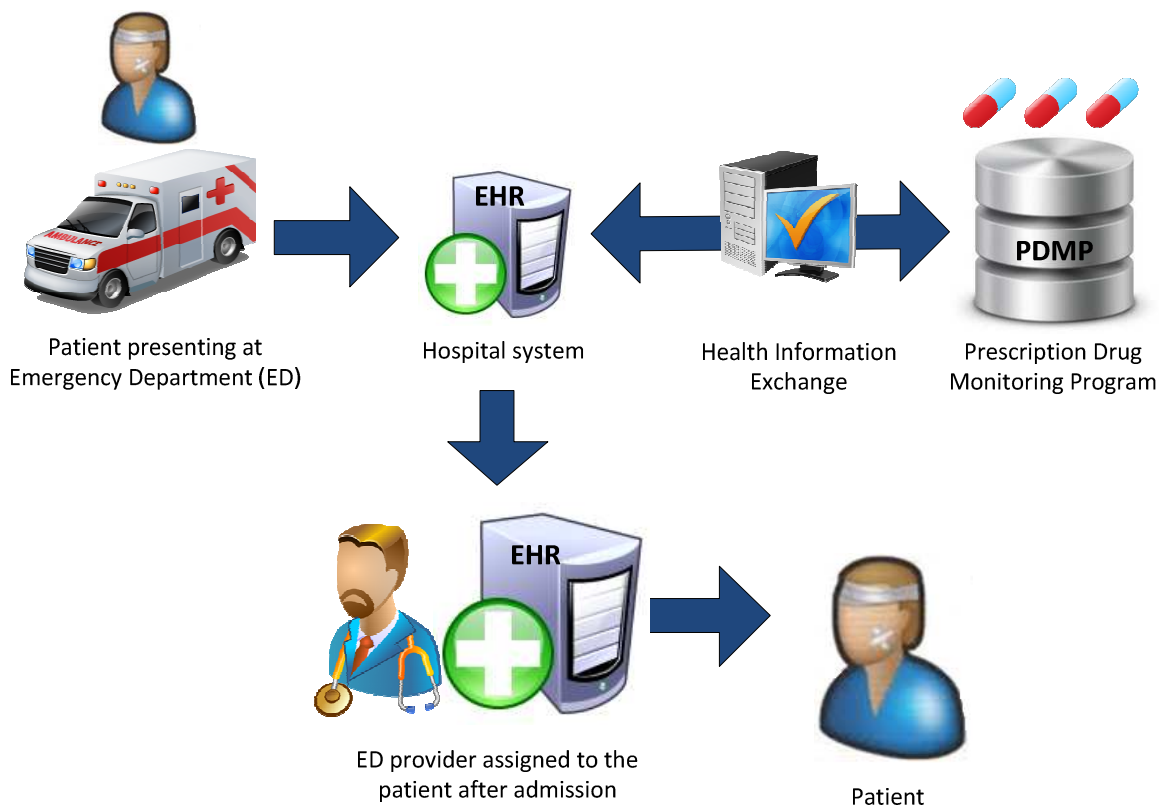 AMBULANCE
EHR
PDMP
Patient presenting at
Emergency Department (ED)
Hospital system
Health Information
Exchange
Prescription Drug
Monitoring Program
EHR
ED provider assigned to the
patient after admission
Patient